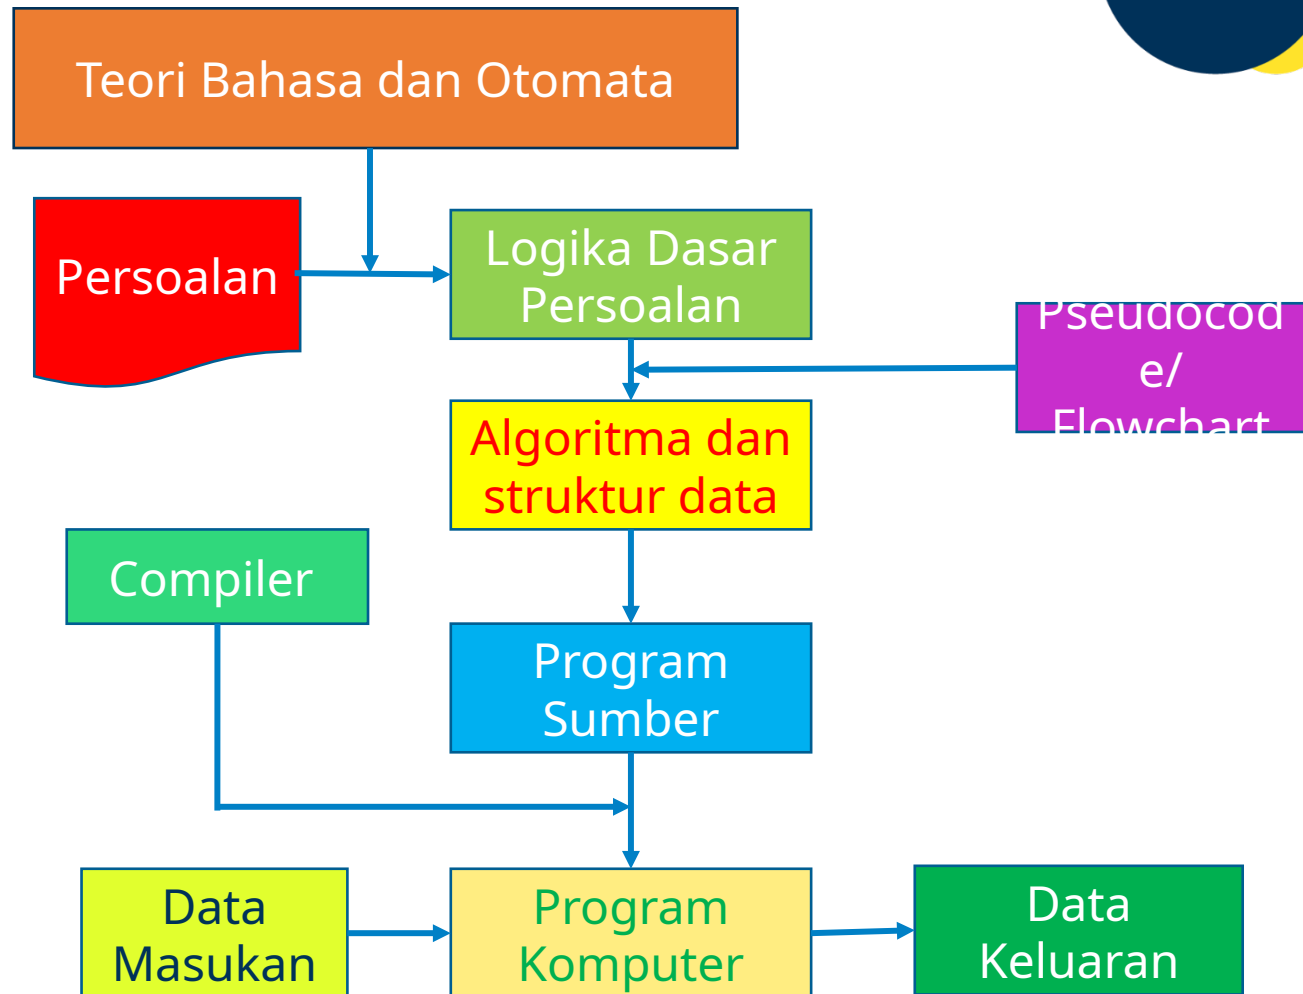 Teori Bahasa dan Otomata
Persoalan
Logika Dasar
Persoalan
Pseudocod
e/
Flowchart
Algoritma dan
struktur data
Compiler
Program
Sumber
Data
Masukan
Program
Komputer
Data
Keluaran